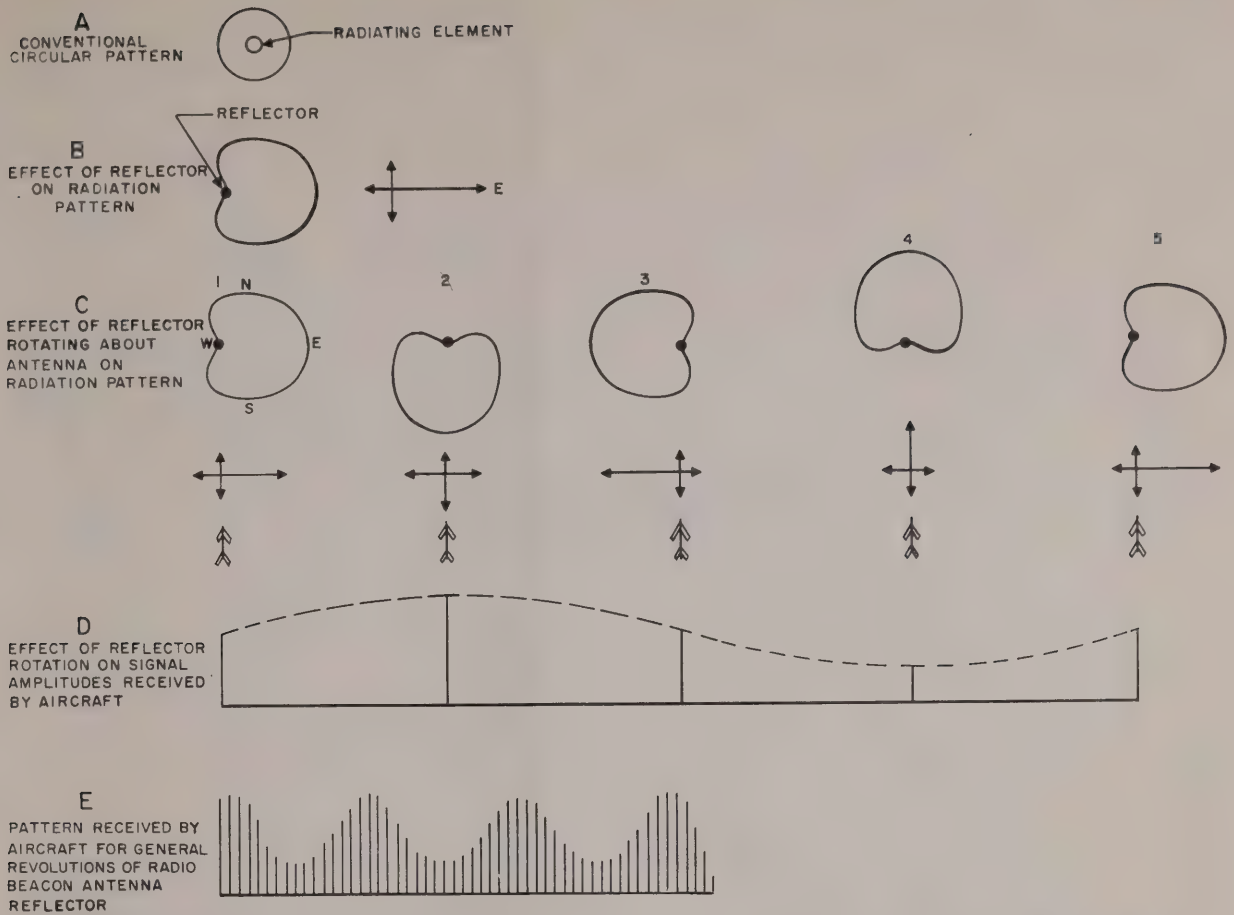 A
CONVENTIONAL
CIRCULAR PATTERN
RADIATING ELEMENT
REFLECTOR
B
EFFECT OF REFLECTOR
ON RADIATION
PATTERN
E
C
EFFECT OF REFLECTOR
ROTATING ABOUT
ANTENNA ON
RADIATION PATTERN
1 N
W E
S
2
3
4
5
D
EFFECT OF REFLECTOR
ROTATION ON SIGNAL
AMPLITUDES RECEIVED
BY AIRCRAFT
E
PATTERN RECEIVED BY
AIRCRAFT FOR GENERAL
REVOLUTIONS OF RADIO
BEACON ANTENNA
REFLECTOR